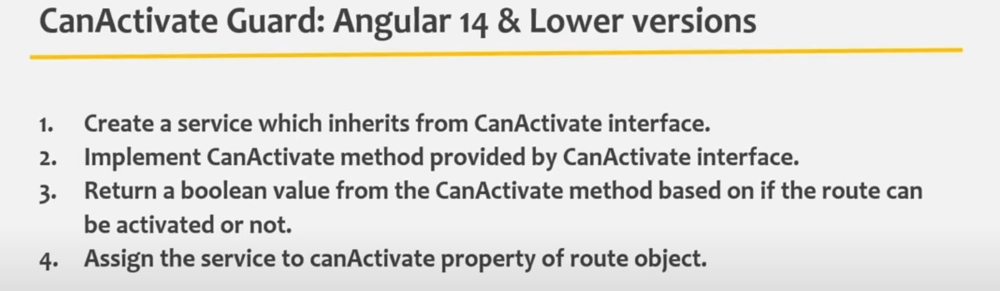 CanActivate Guard: Angular 14 & Lower versions
1. Create a service which inherits from CanActivate interface.
2. Implement CanActivate method provided by CanActivate interface.
3. Return a boolean value from the CanActivate method based on if the route can
be activated or not.
4. Assign the service to canActivate property of route object.